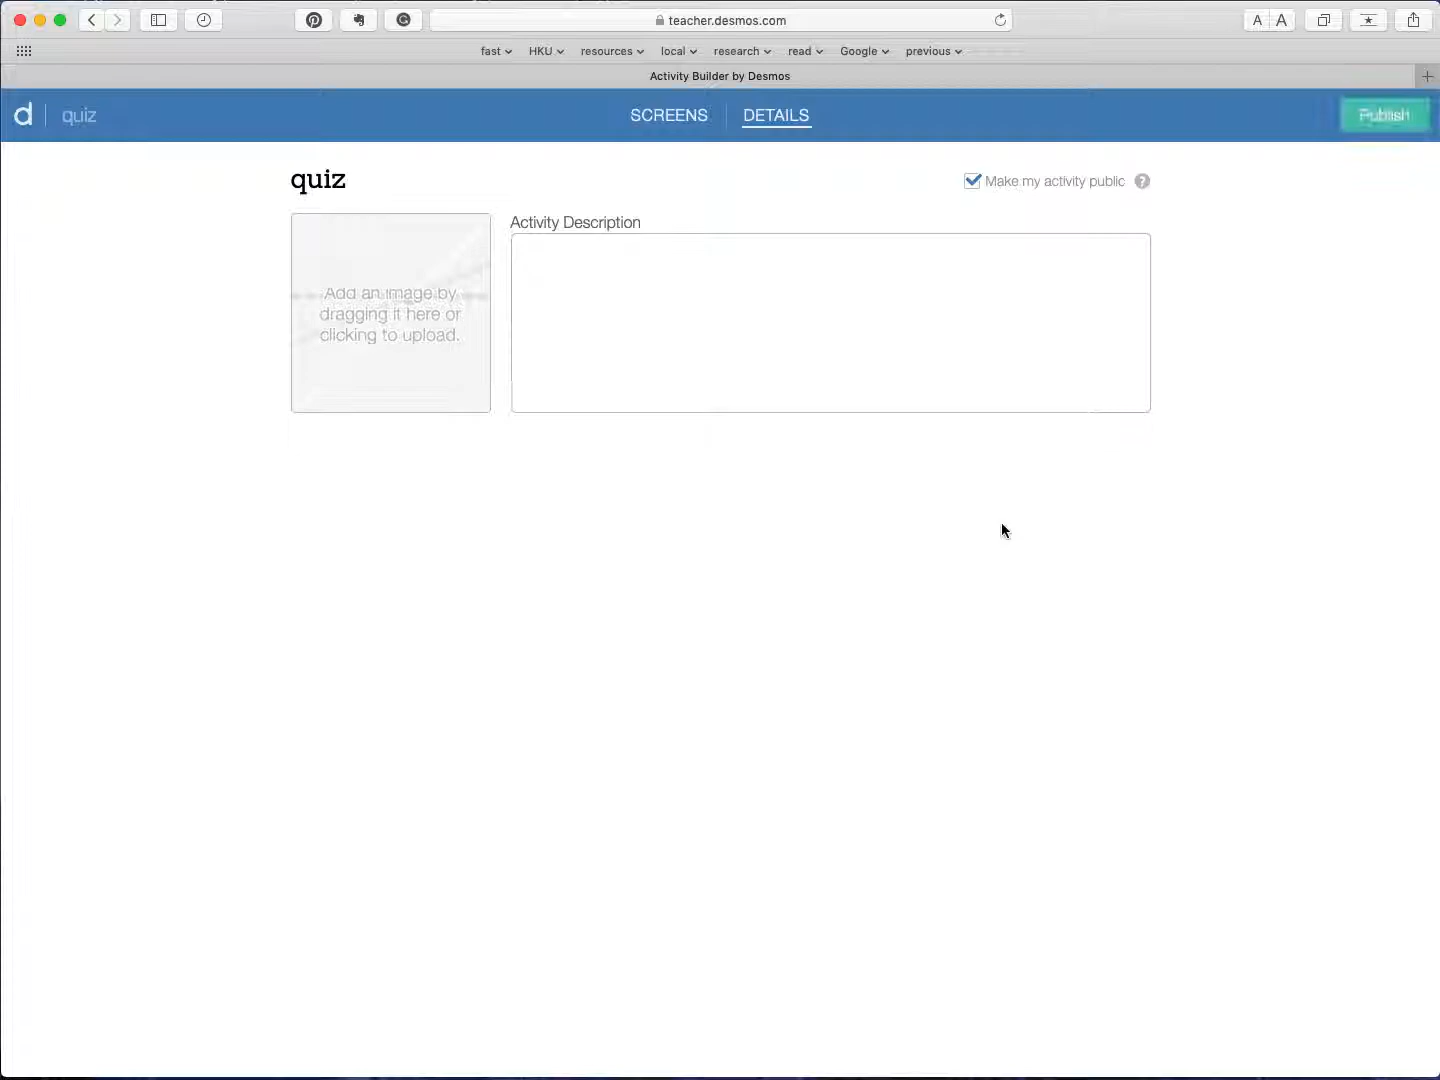 teacher.desmos.com
A A
fast HKU resources local research read Google previous
Activity Builder by Desmos
d quiz SCREENS DETAILS Publish
quiz
Make my activity public ?
Activity Description
Add an image by
dragging it here or
clicking to upload.